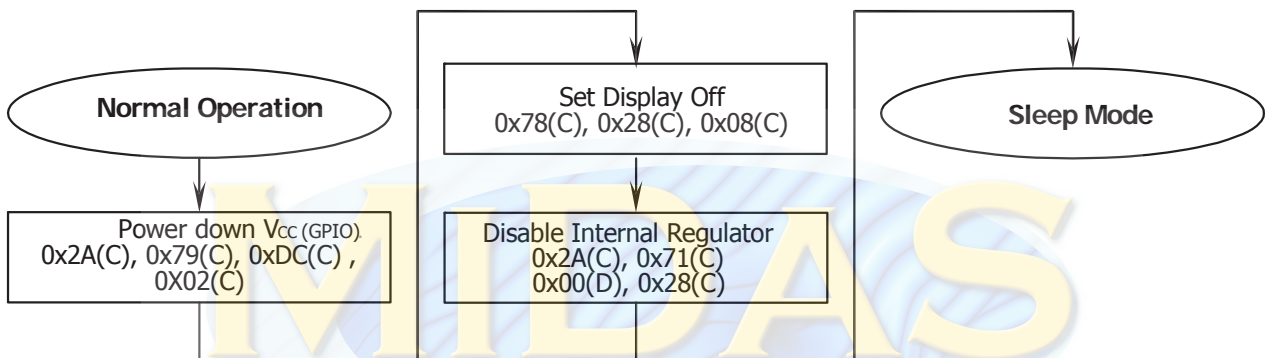 Normal Operation
Power down VCC (GPIO)
0x2A(C), 0x79(C), 0xDC(C) ,
0X02(C)
Set Display Off
0x78(C), 0x28(C), 0x08(C)
Disable Internal Regulator
0x2A(C), 0x71(C)
0x00(D), 0x28(C)
Sleep Mode
MIDAS